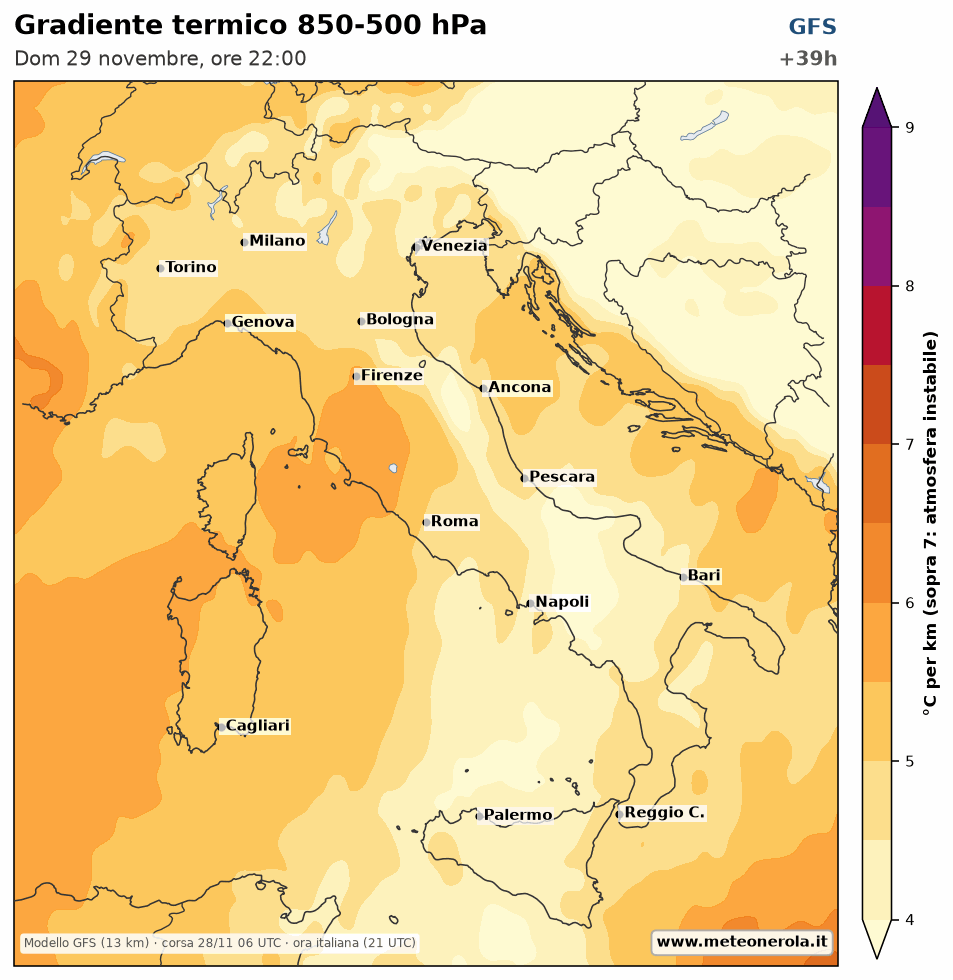 Gradiente termico 850-500 hPa
GFS
Dom 29 novembre, ore 22:00
+39h
Milano
Venezia
Torino
Genova
Bologna
Firenze
Ancona
Pescara
Roma
Bari
Napoli
Cagliari
Palermo
Reggio C.
9
8
7
6
5
4
°C per km (sopra 7: atmosfera instabile)
Modello GFS (13 km) · corsa 28/11 06 UTC · ora italiana (21 UTC)
www.meteonerola.it